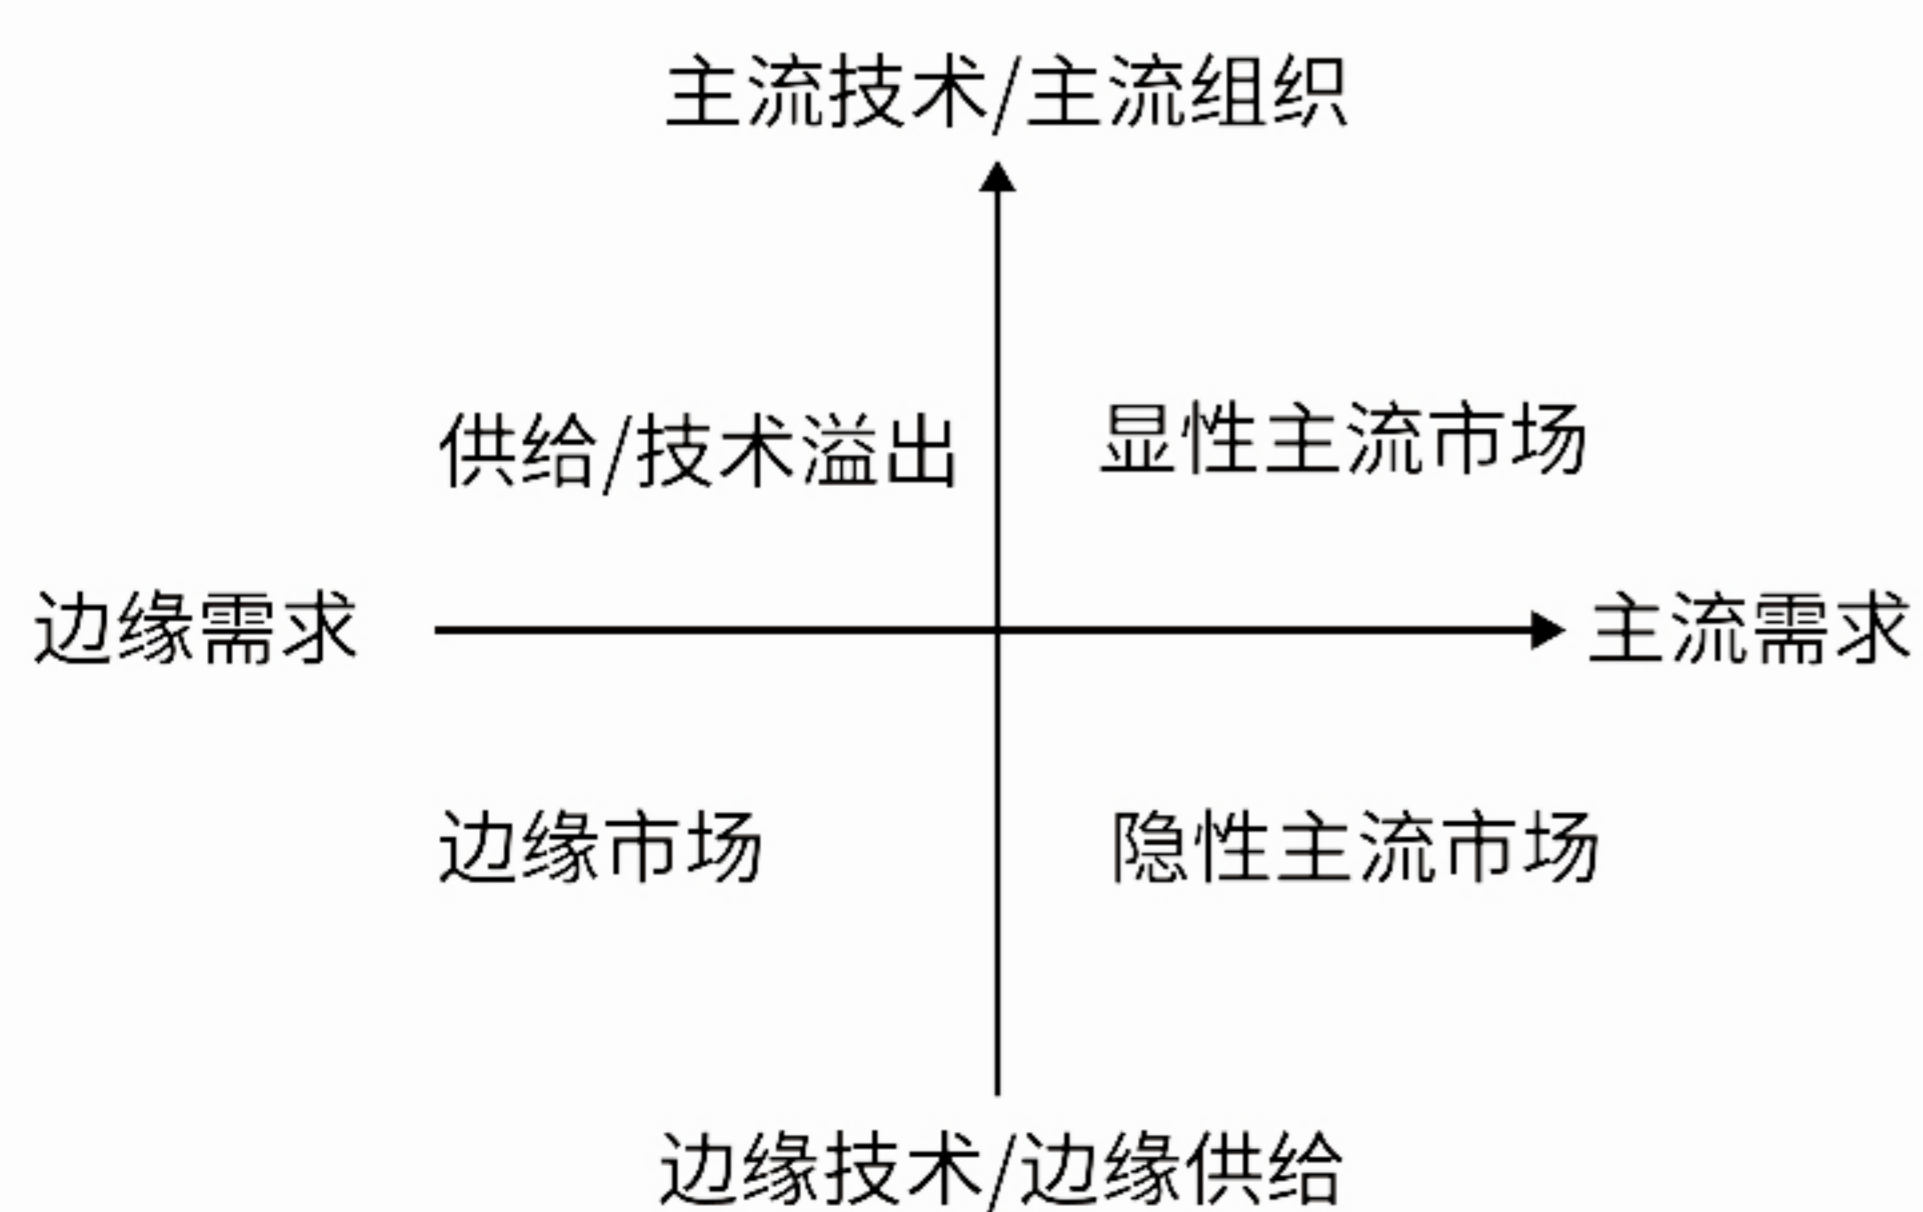 主流技术/主流组织
供给/技术溢出
显性主流市场
边缘需求
主流需求
边缘市场
隐性主流市场
边缘技术/边缘供给